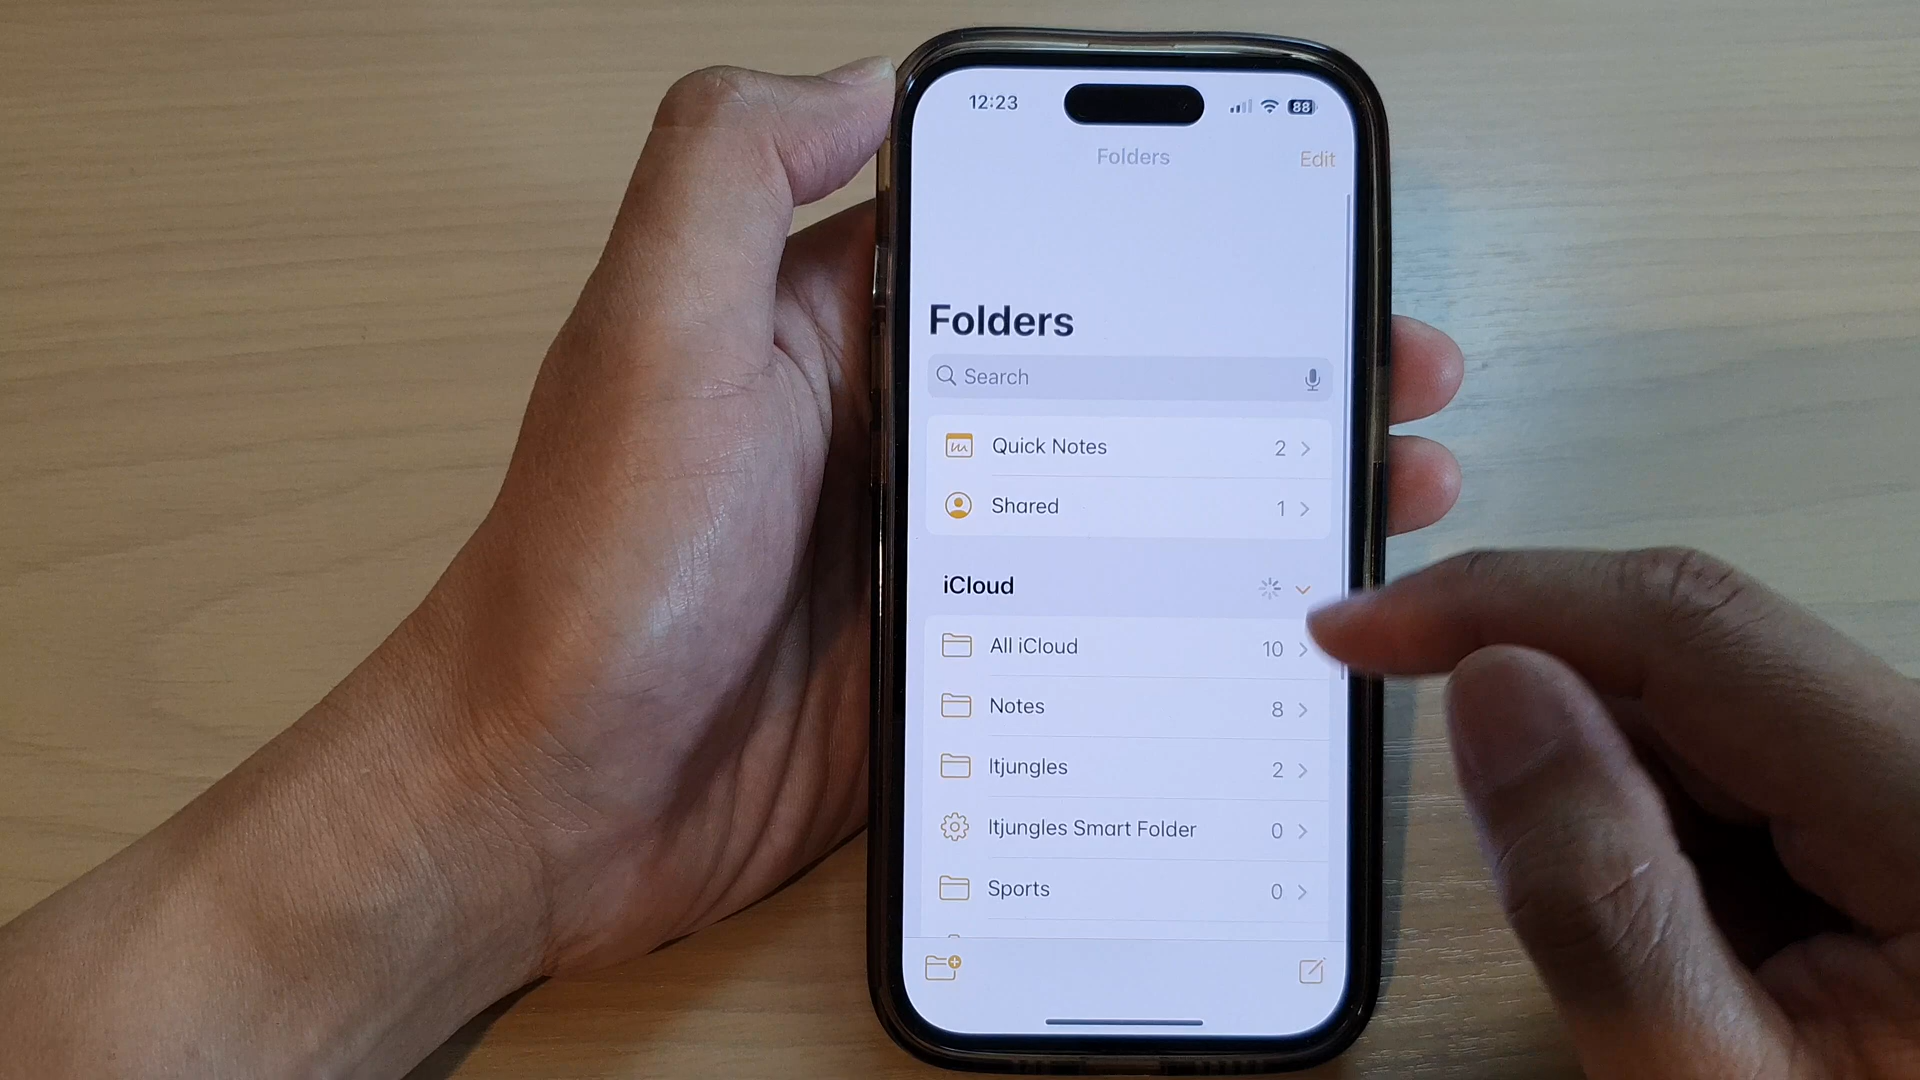 12:23 88
Folders Edit
Folders
Search
Quick Notes 2
Shared 1
iCloud
All iCloud 10
Notes 8
Itjungles 2
Itjungles Smart Folder 0
Sports 0